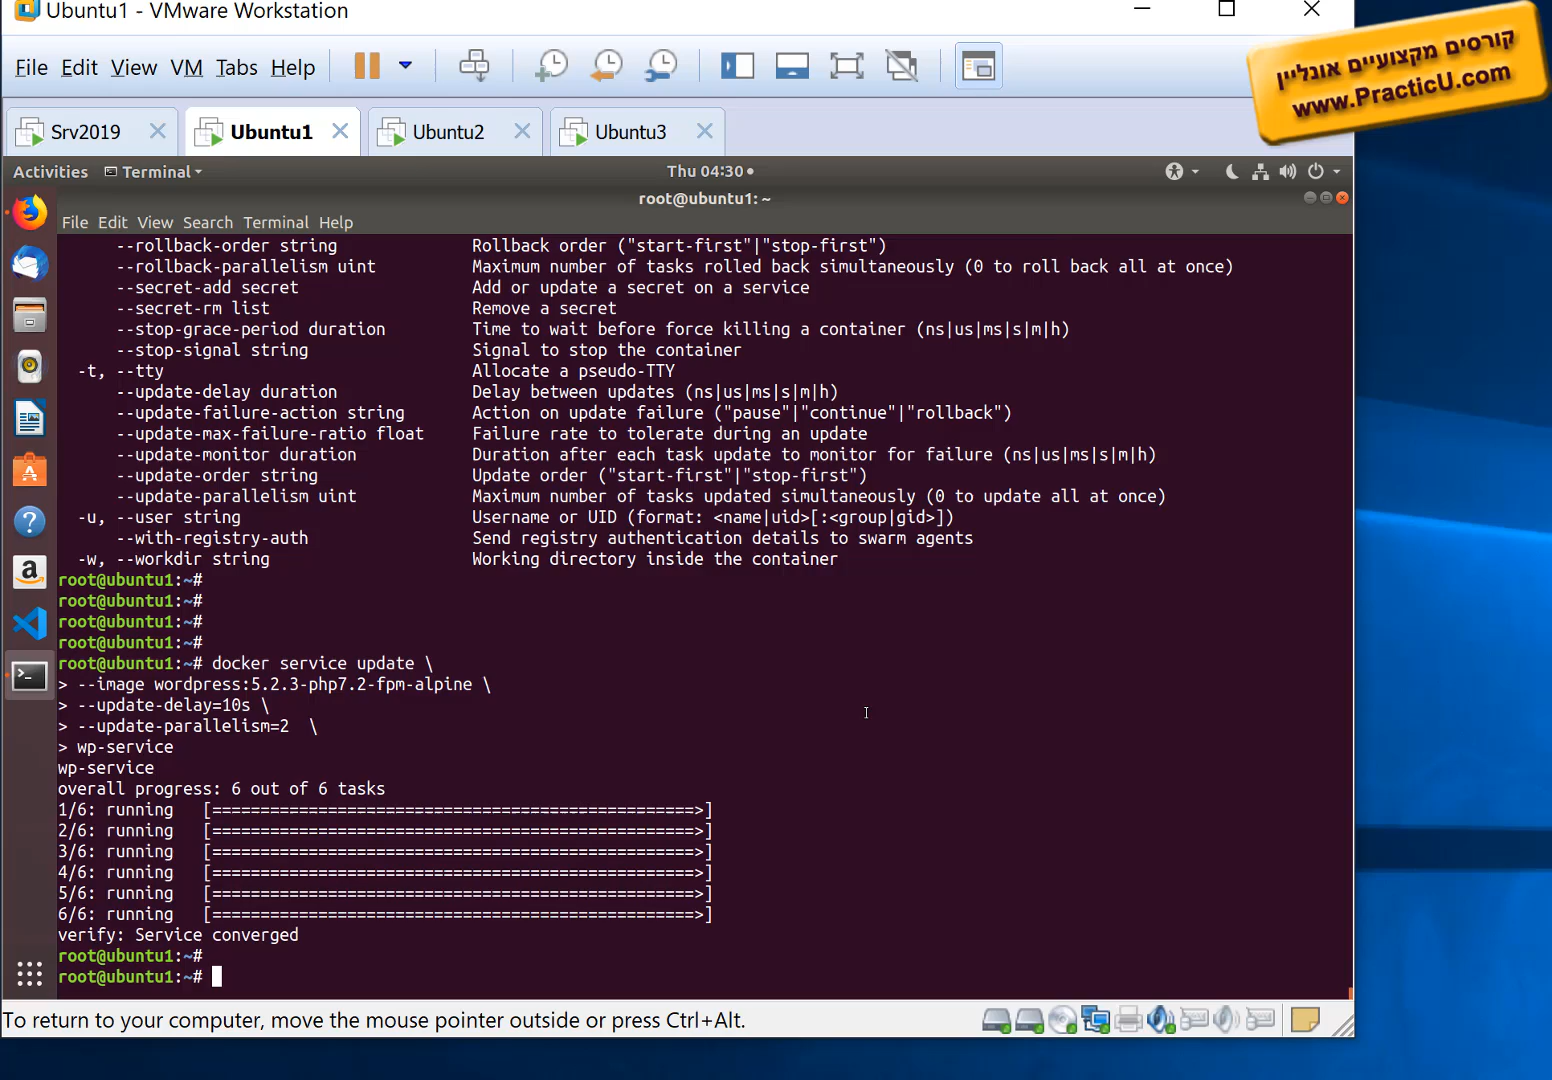 Ubuntu1 - VMware Workstation
File Edit View VM Tabs Help
קורסים מקצועיים אונליין
www.PracticU.com
Srv2019 Ubuntu1 Ubuntu2 Ubuntu3
Activities Terminal Thu 04:30
root@ubuntu1: ~
File Edit View Search Terminal Help
--rollback-order string Rollback order ("start-first"|"stop-first")
--rollback-parallelism uint Maximum number of tasks rolled back simultaneously (0 to roll back all at once)
--secret-add secret Add or update a secret on a service
--secret-rm list Remove a secret
--stop-grace-period duration Time to wait before force killing a container (ns|us|ms|s|m|h)
--stop-signal string Signal to stop the container
-t, --tty Allocate a pseudo-TTY
--update-delay duration Delay between updates (ns|us|ms|s|m|h)
--update-failure-action string Action on update failure ("pause"|"continue"|"rollback")
--update-max-failure-ratio float Failure rate to tolerate during an update
--update-monitor duration Duration after each task update to monitor for failure (ns|us|ms|s|m|h)
--update-order string Update order ("start-first"|"stop-first")
--update-parallelism uint Maximum number of tasks updated simultaneously (0 to update all at once)
-u, --user string Username or UID (format: <name|uid>[:<group|gid>])
--with-registry-auth Send registry authentication details to swarm agents
-w, --workdir string Working directory inside the container
root@ubuntu1:~#
root@ubuntu1:~#
root@ubuntu1:~#
root@ubuntu1:~#
root@ubuntu1:~# docker service update \
> --image wordpress:5.2.3-php7.2-fpm-alpine \
> --update-delay=10s \
> --update-parallelism=2 \
> wp-service
wp-service
overall progress: 6 out of 6 tasks
1/6: running [==================================================>]
2/6: running [==================================================>]
3/6: running [==================================================>]
4/6: running [==================================================>]
5/6: running [==================================================>]
6/6: running [==================================================>]
verify: Service converged
root@ubuntu1:~#
root@ubuntu1:~#
To return to your computer, move the mouse pointer outside or press Ctrl+Alt.